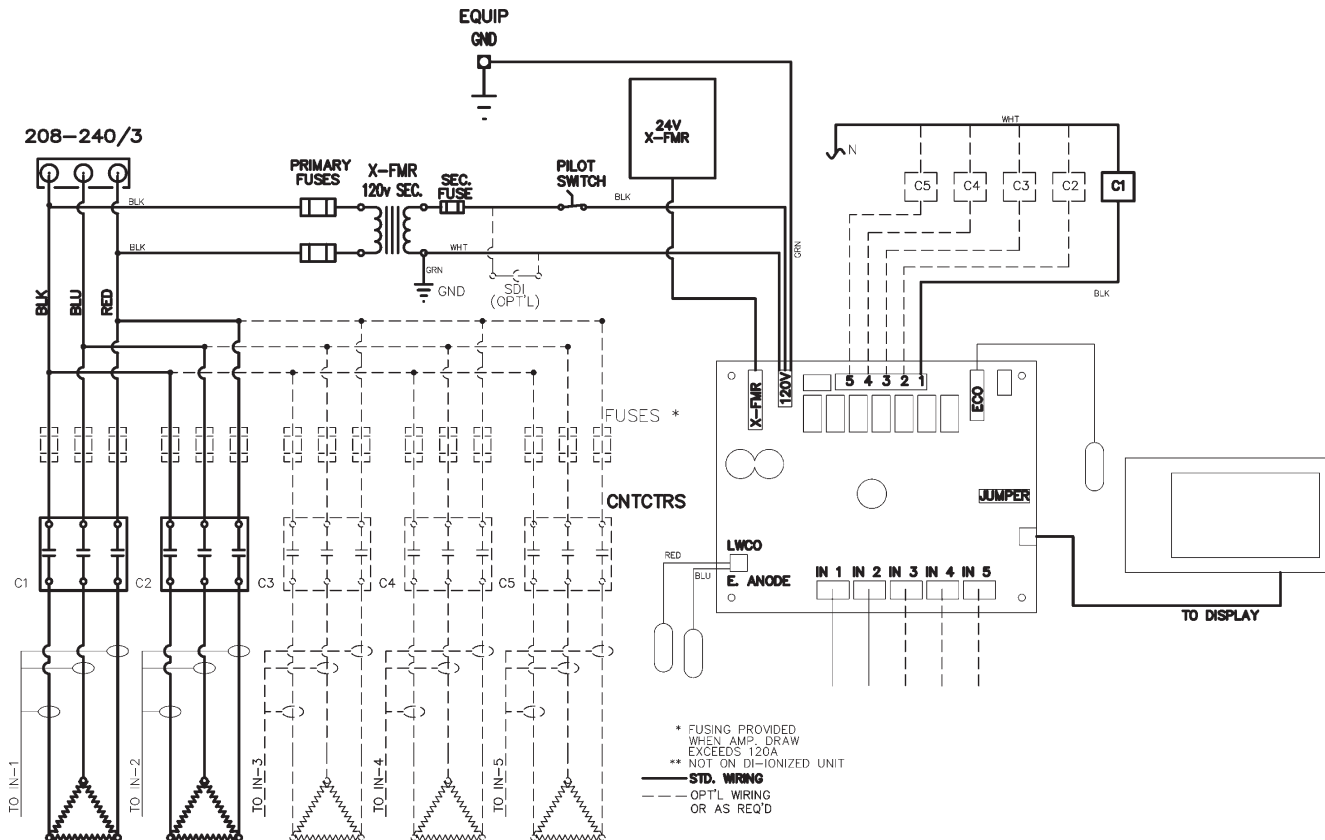 EQUIP
GND
208-240/3
PRIMARY
FUSES
X-FMR
120v SEC.
SEC.
FUSE
PILOT
SWITCH
24V
X-FMR
WHT
N
C5
C4
C3
C2
C1
BLK
BLK
BLK
BLK
WHT
GRN
GND
SDI
(OPT'L)
GRN
BLK
BLU
RED
FUSES *
X-FMR
120V
5 4 3 2 1
ECO
JUMPER
CNTCTRS
LWCO
E. ANODE
RED
BLU
IN 1 IN 2 IN 3 IN 4 IN 5
TO DISPLAY
C1
C2
C3
C4
C5
TO IN-1
TO IN-2
TO IN-3
TO IN-4
TO IN-5
* FUSING PROVIDED
WHEN AMP. DRAW
EXCEEDS 120A
** NOT ON DI-IONIZED UNIT
STD. WIRING
OPT'L WIRING
OR AS REQ'D